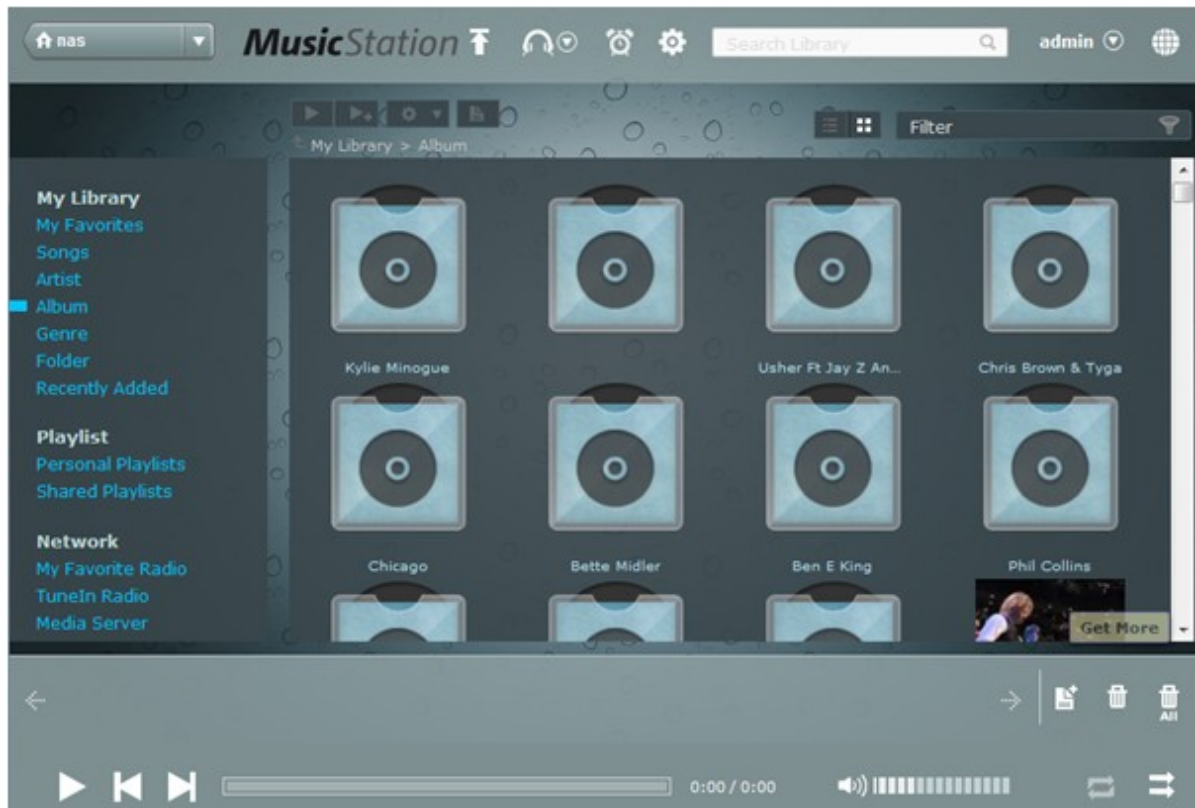 nas
MusicStation
Search Library
admin
Filter
My Library > Album
My Library
My Favorites
Songs
Artist
Album
Genre
Folder
Recently Added
Playlist
Personal Playlists
Shared Playlists
Network
My Favorite Radio
TuneIn Radio
Media Server
Kylie Minogue
Usher Ft Jay Z An...
Chris Brown & Tyga
Chicago
Bette Midler
Ben E King
Phil Collins
Get More
All
0:00 / 0:00